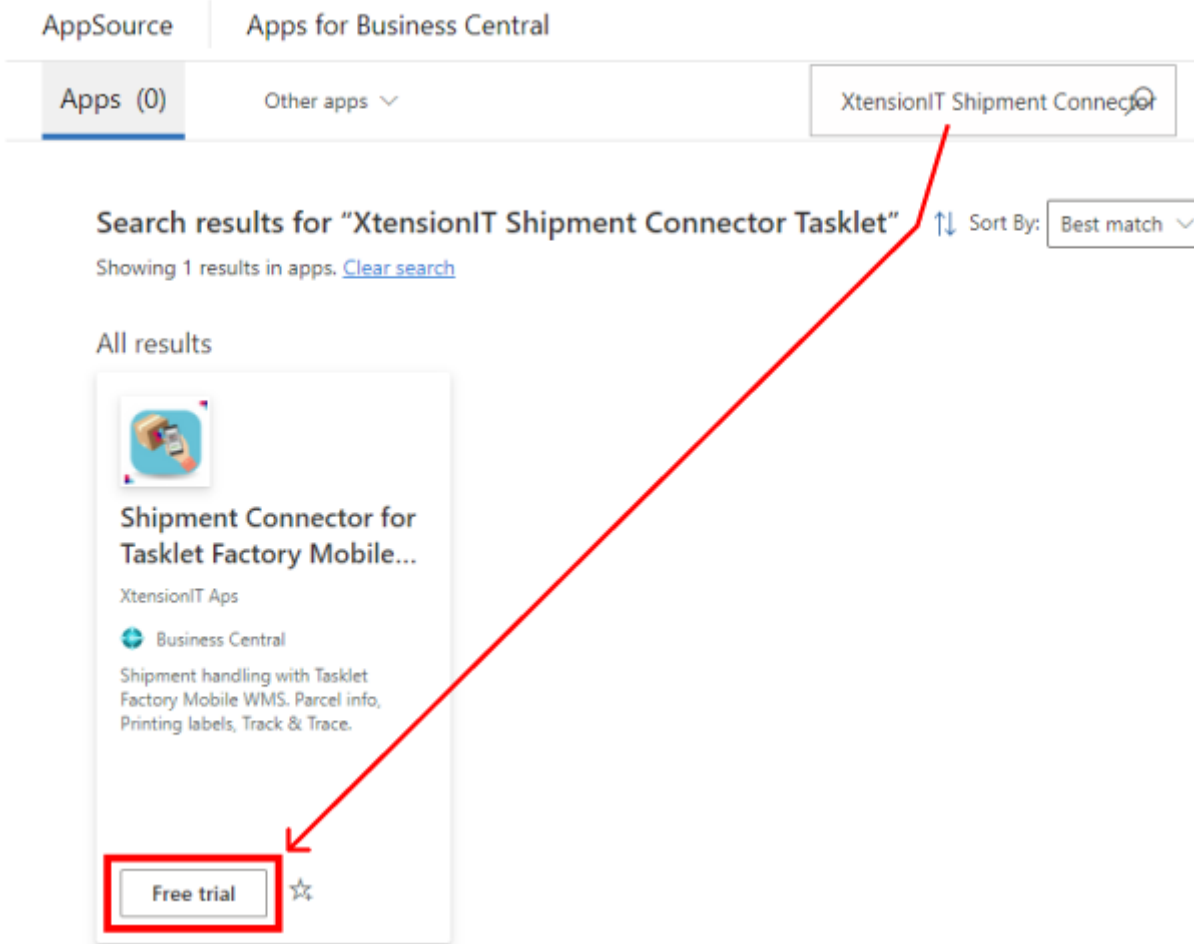 AppSource Apps for Business Central
Apps (0) Other apps XtensionIT Shipment Connector
Search results for “XtensionIT Shipment Connector Tasklet” Sort By: Best match
Showing 1 results in apps. Clear search
All results
Shipment Connector for
Tasklet Factory Mobile...
XtensionIT Aps
Business Central
Shipment handling with Tasklet
Factory Mobile WMS. Parcel info,
Printing labels, Track & Trace.
Free trial